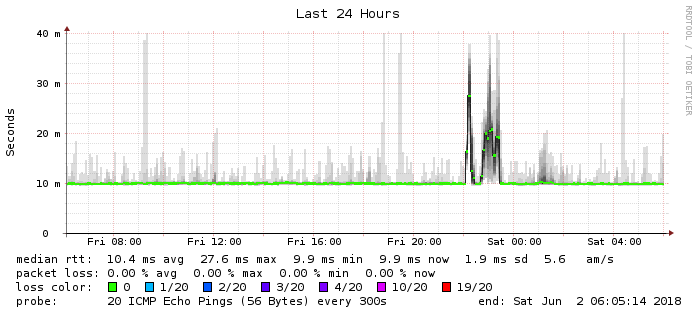 Last 24 Hours
RRDTOOL / TOBI OETIKER
Seconds
40 m
30 m
20 m
10 m
0
Fri 08:00 Fri 12:00 Fri 16:00 Fri 20:00 Sat 00:00 Sat 04:00
median rtt: 10.4 ms avg 27.6 ms max 9.9 ms min 9.9 ms now 1.9 ms sd 5.6 am/s
packet loss: 0.00 % avg 0.00 % max 0.00 % min 0.00 % now
loss color: 0 1/20 2/20 3/20 4/20 10/20 19/20
probe: 20 ICMP Echo Pings (56 Bytes) every 300s end: Sat Jun 2 06:05:14 2018